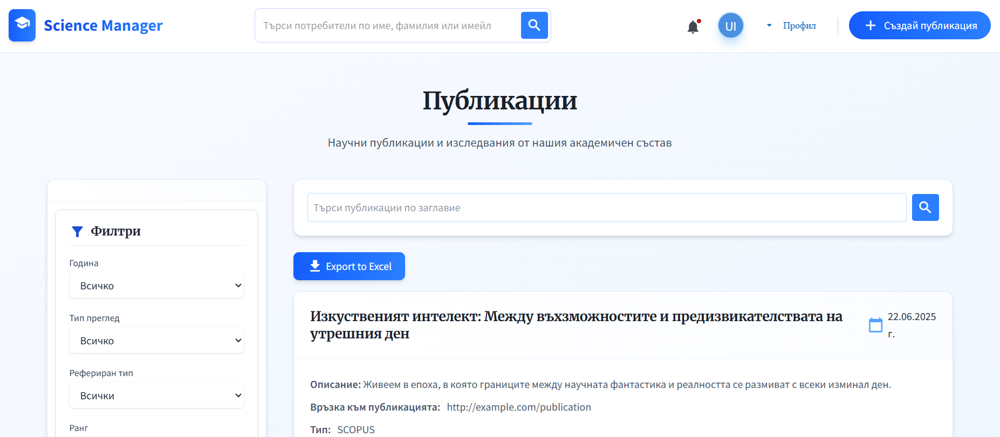 Science Manager
Търси потребители по име, фамилия или имейл
UI
Профил
Създай публикация
Публикации
Научни публикации и изследвания от нашия академичен състав
Филтри
Година
Всичко
Тип преглед
Всичко
Рефериран тип
Всички
Ранг
Търси публикации по заглавие
Export to Excel
Изкуственият интелект: Между възхзможностите и предизвикателствата на
утрешния ден
22.06.2025
г.
Описание: Живеем в епоха, в която границите между научната фантастика и реалността се размиват с всеки изминал ден.
Връзка към публикацията: http://example.com/publication
Тип: SCOPUS